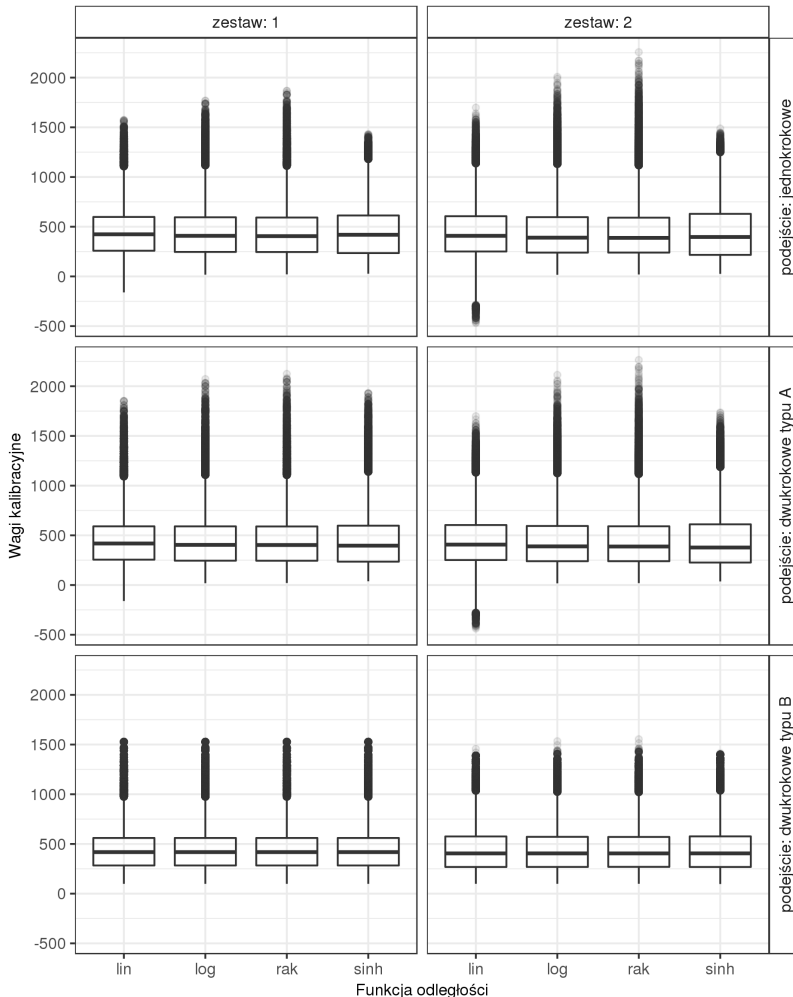 zestaw: 1
zestaw: 2
2000
1500
1000
500
0
-500
podejście: jednokrokowe
2000
1500
1000
500
0
-500
podejście: dwukrokowe typu A
Wagi kalibracyjne
2000
1500
1000
500
0
-500
podejście: dwukrokowe typu B
lin log rak sinh
lin log rak sinh
Funkcja odległości